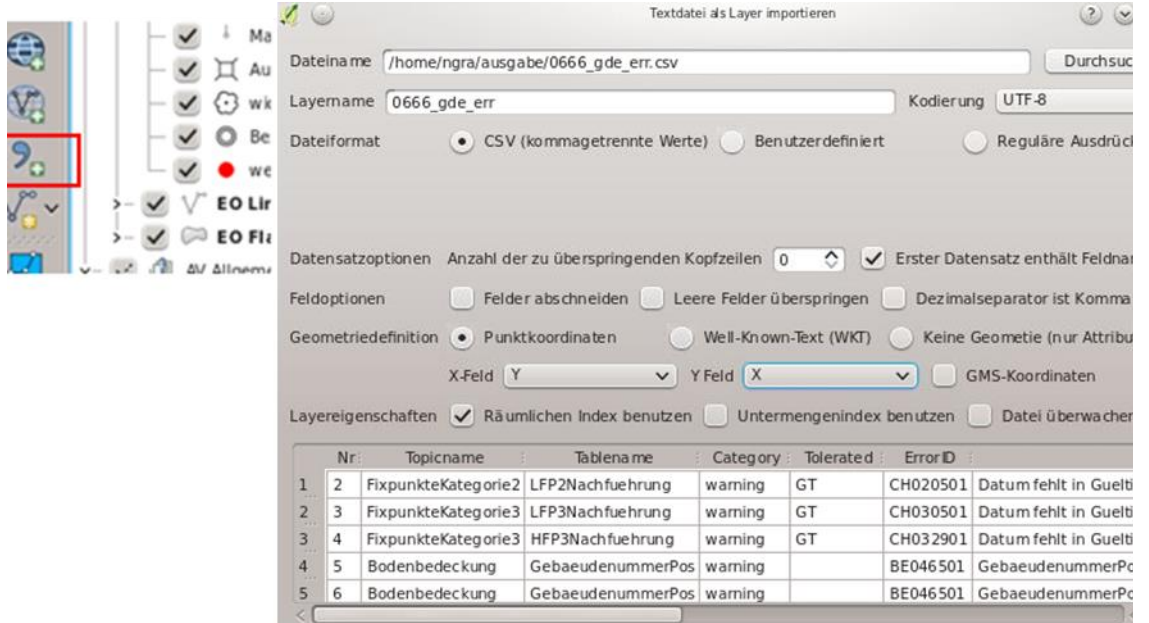 Ma
Au
wk
Be
we
EO Lir
EO Fla
AV Allgeme
Textdatei als Layer importieren
Dateiname /home/ngra/ausgabe/0666_gde_err.csv Durchsuc
Layername 0666_gde_err Kodierung UTF-8
Dateiformat CSV (kommagetrennte Werte) Benutzerdefiniert Reguläre Ausdrück
Datensatzoptionen Anzahl der zu überspringenden Kopfzeilen 0 Erster Datensatz enthält Feldnar
Feldoptionen Felder abschneiden Leere Felder überspringen Dezimalseparator ist Komma
Geometriedefinition Punktkoordinaten Well-Known-Text (WKT) Keine Geometie (nur Attribu
X-Feld Y Y Feld X GMS-Koordinaten
Layereigenschaften Räumlichen Index benutzen Untermengenindex benutzen Datei überwachen
Nr Topicname Tablename Category Tolerated ErrorID
1 2 FixpunkteKategorie2 LFP2Nachfuehrung warning GT CH020501 Datum fehlt in Guelti
2 3 FixpunkteKategorie3 LFP3Nachfuehrung warning GT CH030501 Datum fehlt in Guelti
3 4 FixpunkteKategorie3 HFP3Nachfuehrung warning GT CH032901 Datum fehlt in Guelti
4 5 Bodenbedeckung GebaeudenummerPos warning BE046501 GebaeudenummerPo
5 6 Bodenbedeckung GebaeudenummerPos warning BE046501 GebaeudenummerPo